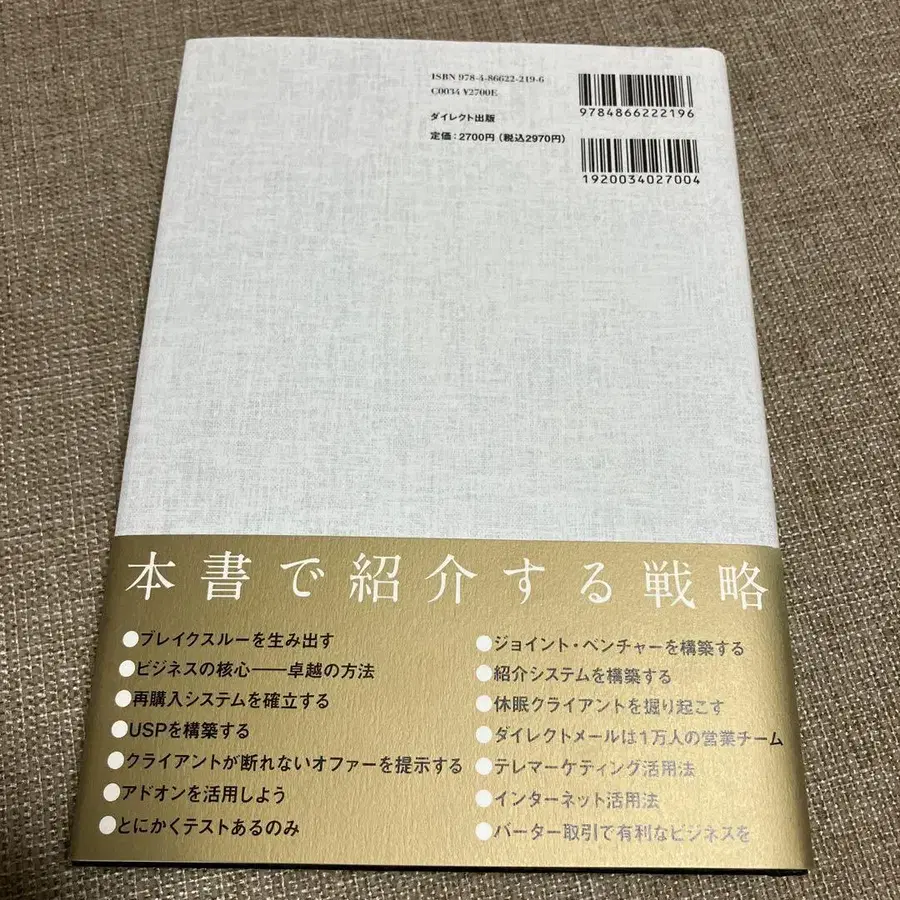 ISBN 978-4-86622-219-6
C0034 ¥2700E
ダイレクト出版
定価：2700円（税込2970円）
9784866222196
1920034027004
本書で紹介する戦略
●ブレイクスルーを生み出す
●ビジネスの核心――卓越の方法
●再購入システムを確立する
●USPを構築する
●クライアントが断れないオファーを提示する
●アドオンを活用しよう
●とにかくテストあるのみ
●ジョイント・ベンチャーを構築する
●紹介システムを構築する
●休眠クライアントを掘り起こす
●ダイレクトメールは1万人の営業チーム
●テレマーケティング活用法
●インターネット活用法
●バーター取引で有利なビジネスを